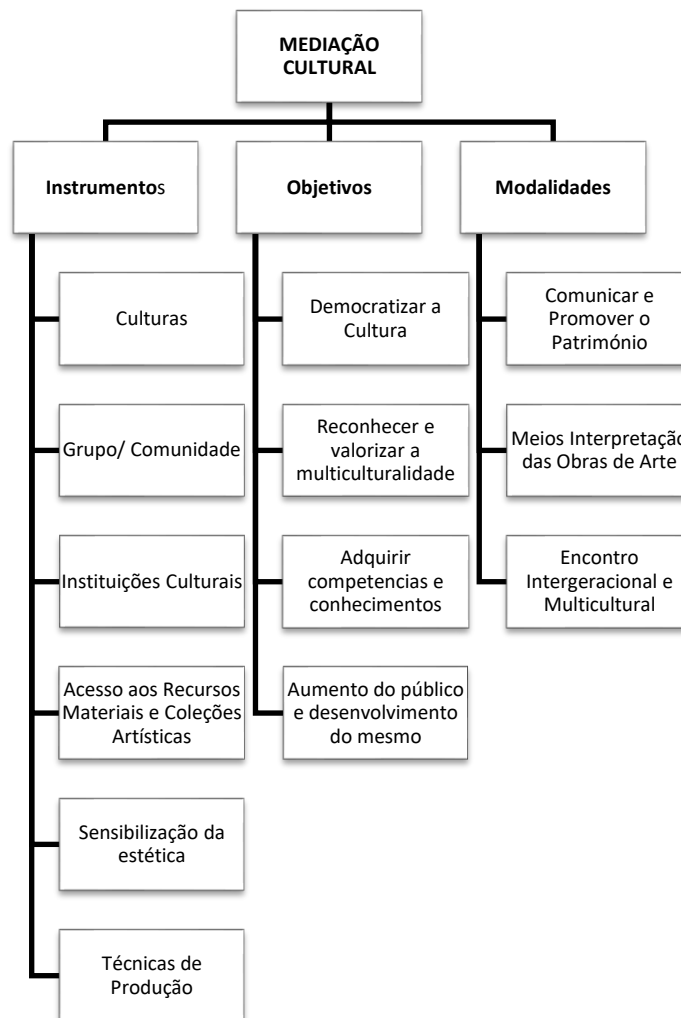 MEDIAÇÃO
CULTURAL
Instrumentos
Objetivos
Modalidades
Culturas
Grupo/ Comunidade
Instituições Culturais
Acesso aos Recursos
Materiais e Coleções
Artísticas
Sensibilização da
estética
Técnicas de
Produção
Democratizar a
Cultura
Reconhecer e
valorizar a
multiculturalidade
Adquirir
competencias e
conhecimentos
Aumento do público
e desenvolvimento
do mesmo
Comunicar e
Promover o
Património
Meios Interpretação
das Obras de Arte
Encontro
Intergeracional e
Multicultural